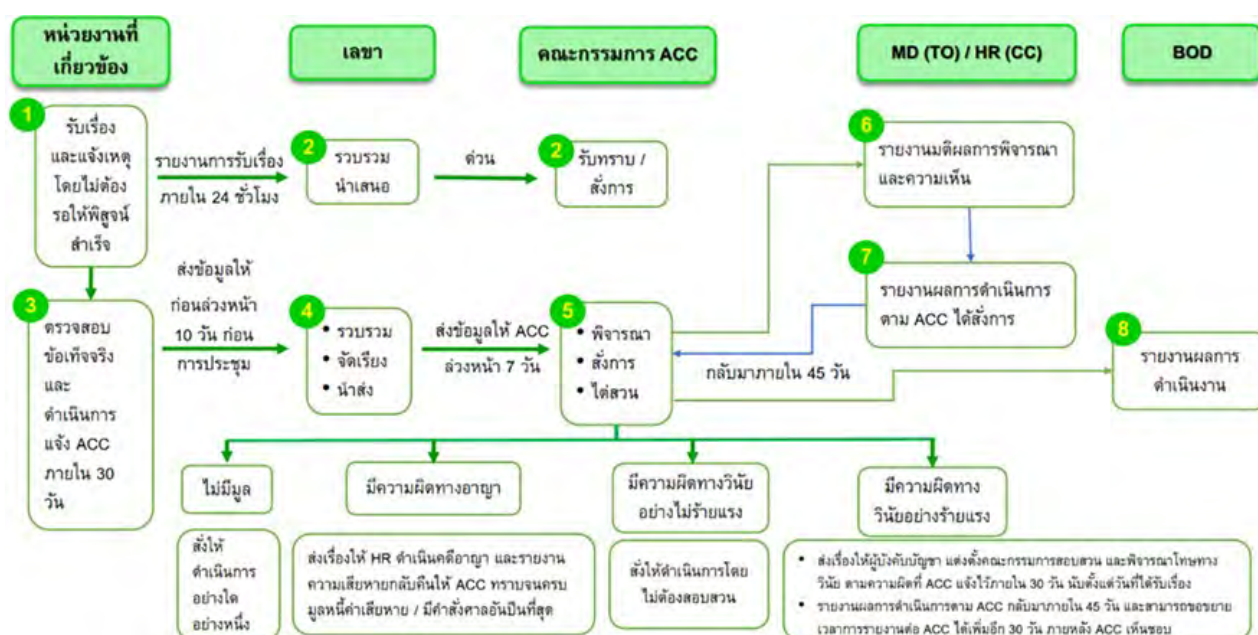 หน่วยงานที่
เกี่ยวข้อง
เลขา
คณะกรรมการ ACC
MD (TO) / HR (CC)
BOD
1
รับเรื่อง
และแจ้งเหตุ
โดยไม่ต้อง
รอให้พิสูจน์
สำเร็จ
รายงานการรับเรื่อง
ภายใน 24 ชั่วโมง
2
รวบรวม
นำเสนอ
ด่วน
2
รับทราบ /
สั่งการ
6
รายงานมติผลการพิจารณา
และความเห็น
3
ตรวจสอบ
ข้อเท็จจริง
และ
ดำเนินการ
แจ้ง ACC
ภายใน 30
วัน
ส่งข้อมูลให้
ก่อนล่วงหน้า
10 วัน ก่อน
การประชุม
4
• รวบรวม
• จัดเรียง
• นำส่ง
ส่งข้อมูลให้ ACC
ล่วงหน้า 7 วัน
5
• พิจารณา
• สั่งการ
• ไต่สวน
7
รายงานผลการดำเนินการ
ตาม ACC ได้สั่งการ
กลับมาภายใน 45 วัน
8
รายงานผลการ
ดำเนินงาน
ไม่มีมูล
มีความผิดทางอาญา
มีความผิดทางวินัย
อย่างไม่ร้ายแรง
มีความผิดทาง
วินัยอย่างร้ายแรง
สั่งให้
ดำเนินการ
อย่างใด
อย่างหนึ่ง
ส่งเรื่องให้ HR ดำเนินคดีอาญา และรายงาน
ความเสียหายกลับคืนให้ ACC ทราบจนครบ
มูลหนี้ค่าเสียหาย / มีคำสั่งศาลอันเป็นที่สุด
สั่งให้ดำเนินการโดย
ไม่ต้องสอบสวน
• ส่งเรื่องให้ผู้บังคับบัญชา แต่งตั้งคณะกรรมการสอบสวน และพิจารณาโทษทาง
วินัย ตามความผิดที่ ACC แจ้งไว้ภายใน 30 วัน นับตั้งแต่วันที่ได้รับเรื่อง
• รายงานผลการดำเนินการตาม ACC กลับมาภายใน 45 วัน และสามารถขอขยาย
เวลาการรายงานต่อ ACC ได้เพิ่มอีก 30 วัน ภายหลัง ACC เห็นชอบ